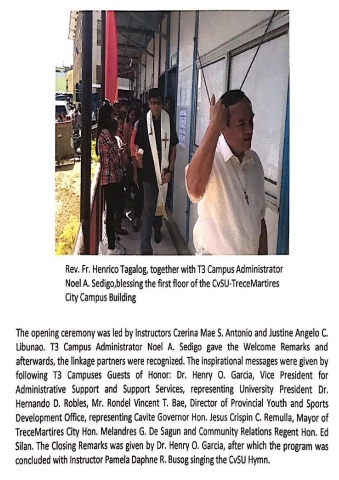 Rev. Fr. Henrico Tagalog, together with T3 Campus Administrator
Noel A. Sedigo,blessing the first floor of the CvSU-TreceMartires
City Campus Building
The opening ceremony was led by Instructors Czerina Mae S. Antonio and Justine Angelo C.
Libunao. T3 Campus Administrator Noel A. Sedigo gave the Welcome Remarks and
afterwards, the linkage partners were recognized. The inspirational messages were given by
following T3 Campuses Guests of Honor: Dr. Henry O. Garcia, Vice President for
Administrative Support and Support Services, representing University President Dr.
Hernando D. Robles, Mr. Rondel Vincent T. Bae, Director of Provincial Youth and Sports
Development Office, representing Cavite Governor Hon. Jesus Crispin C. Remulla, Mayor of
TreceMartires City Hon. Melandres G. De Sagun and Community Relations Regent Hon. Ed
Silan. The Closing Remarks was given by Dr. Henry O. Garcia, after which the program was
concluded with Instructor Pamela Daphne R. Busog singing the CvSU Hymn.